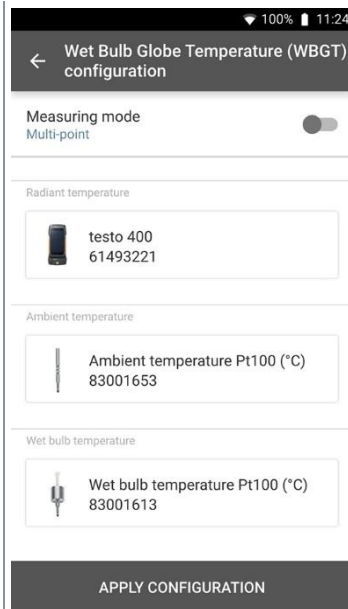 100% 11:24
Wet Bulb Globe Temperature (WBGT)
configuration
Measuring mode
Multi-point
Radiant temperature
testo 400
61493221
Ambient temperature
Ambient temperature Pt100 (°C)
83001653
Wet bulb temperature
Wet bulb temperature Pt100 (°C)
83001613
APPLY CONFIGURATION